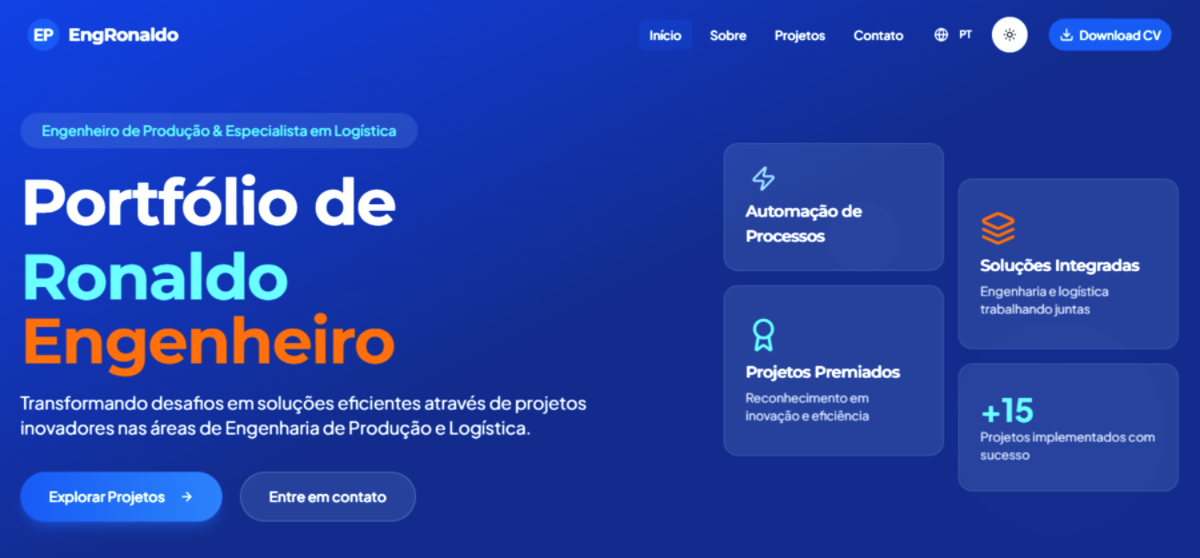 EP EngRonaldo
Início Sobre Projetos Contato PT Download CV
Engenheiro de Produção & Especialista em Logística
Portfólio de
Ronaldo
Engenheiro
Transformando desafios em soluções eficientes através de projetos
inovadores nas áreas de Engenharia de Produção e Logística.
Explorar Projetos → Entre em contato
Automação de
Processos
Projetos Premiados
Reconhecimento em
inovação e eficiência
Soluções Integradas
Engenharia e logística
trabalhando juntas
+15
Projetos implementados com
sucesso